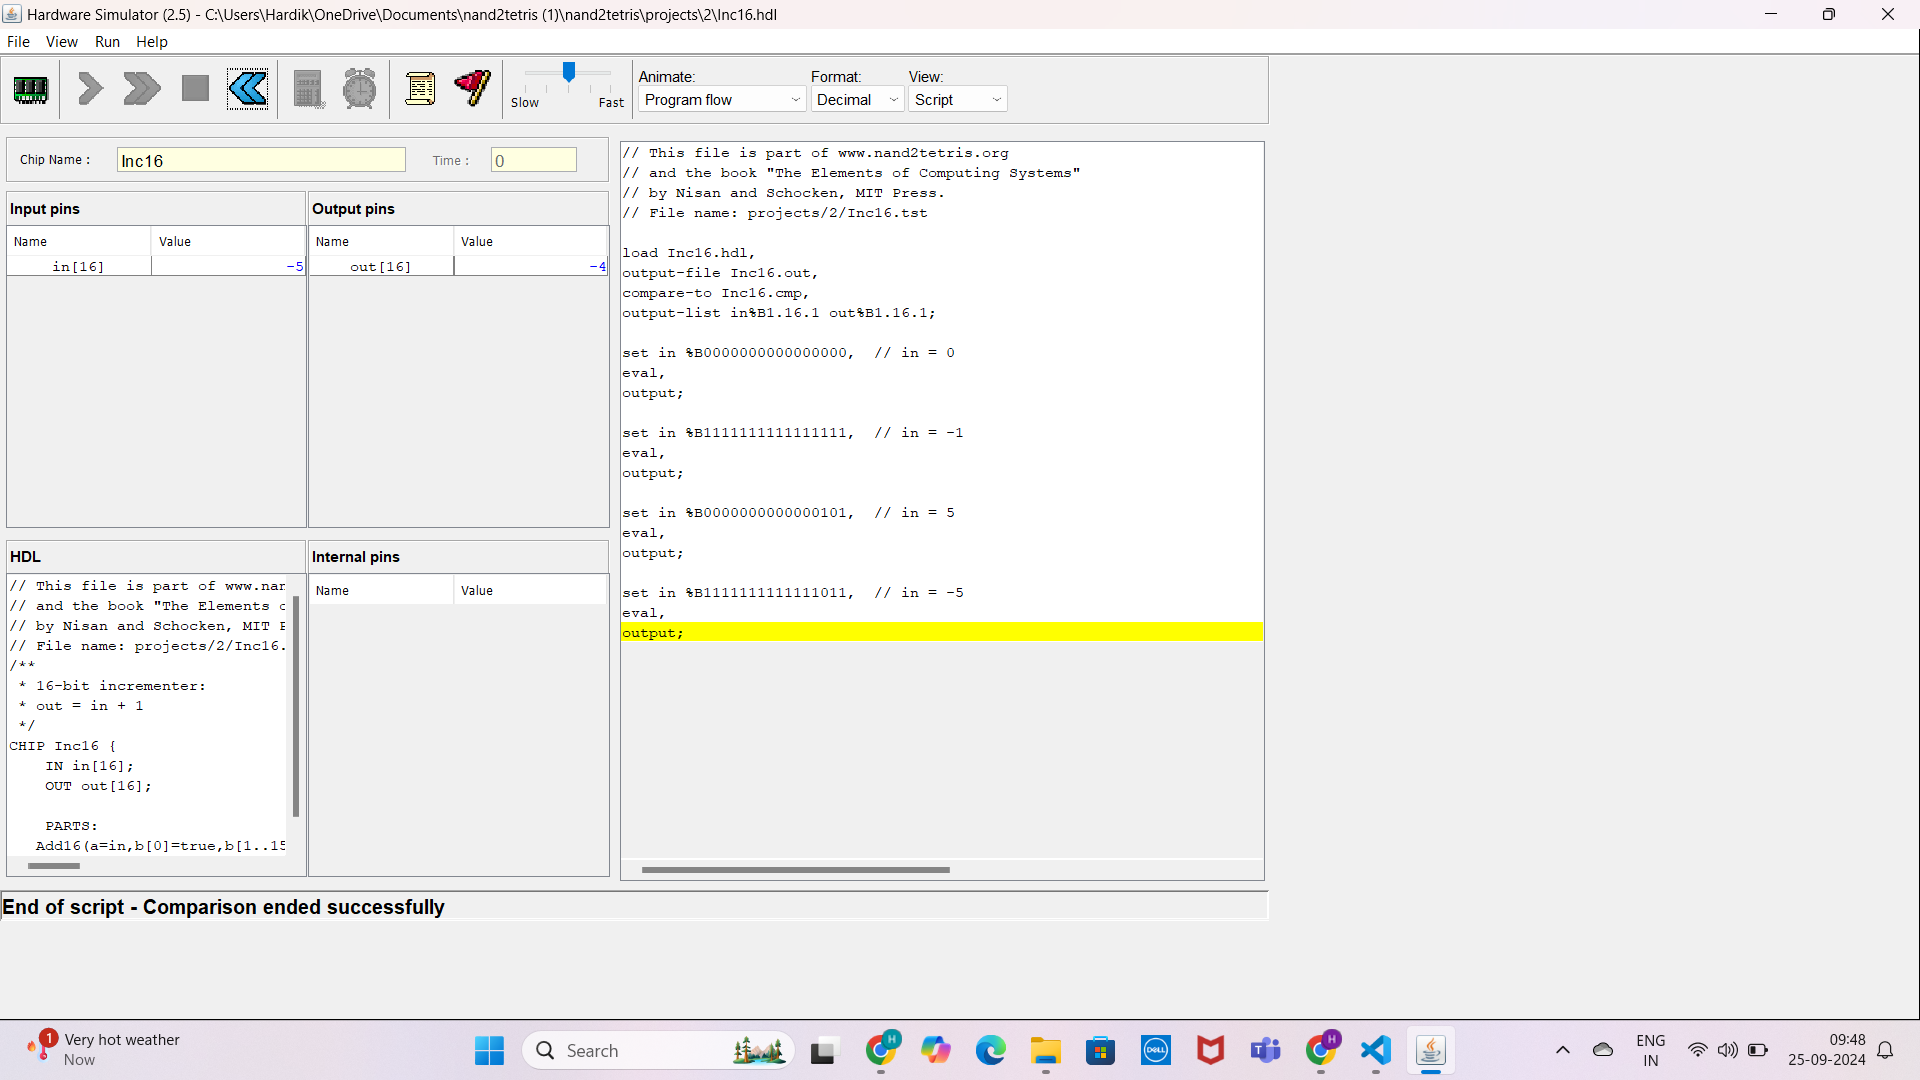 Hardware Simulator (2.5) - C:\Users\Hardik\OneDrive\Documents\nand2tetris (1)\nand2tetris\projects\2\Inc16.hdl
File View Run Help
Slow Fast
Animate: Format: View:
Program flow Decimal Script
Chip Name : Inc16 Time : 0
Input pins
Name Value
in[16] -5
Output pins
Name Value
out[16] -4
HDL
// This file is part of www.nan
// and the book "The Elements o
// by Nisan and Schocken, MIT P
// File name: projects/2/Inc16.
/**
* 16-bit incrementer:
* out = in + 1
*/
CHIP Inc16 {
IN in[16];
OUT out[16];
PARTS:
Add16(a=in,b[0]=true,b[1..15
Internal pins
Name Value
// This file is part of www.nand2tetris.org
// and the book "The Elements of Computing Systems"
// by Nisan and Schocken, MIT Press.
// File name: projects/2/Inc16.tst
load Inc16.hdl,
output-file Inc16.out,
compare-to Inc16.cmp,
output-list in%B1.16.1 out%B1.16.1;
set in %B0000000000000000,  // in = 0
eval,
output;
set in %B1111111111111111,  // in = -1
eval,
output;
set in %B0000000000000101,  // in = 5
eval,
output;
set in %B1111111111111011,  // in = -5
eval,
output;
End of script - Comparison ended successfully
1
Very hot weather
Now
Search
H
DELL
H
ENG
IN
09:48
25-09-2024